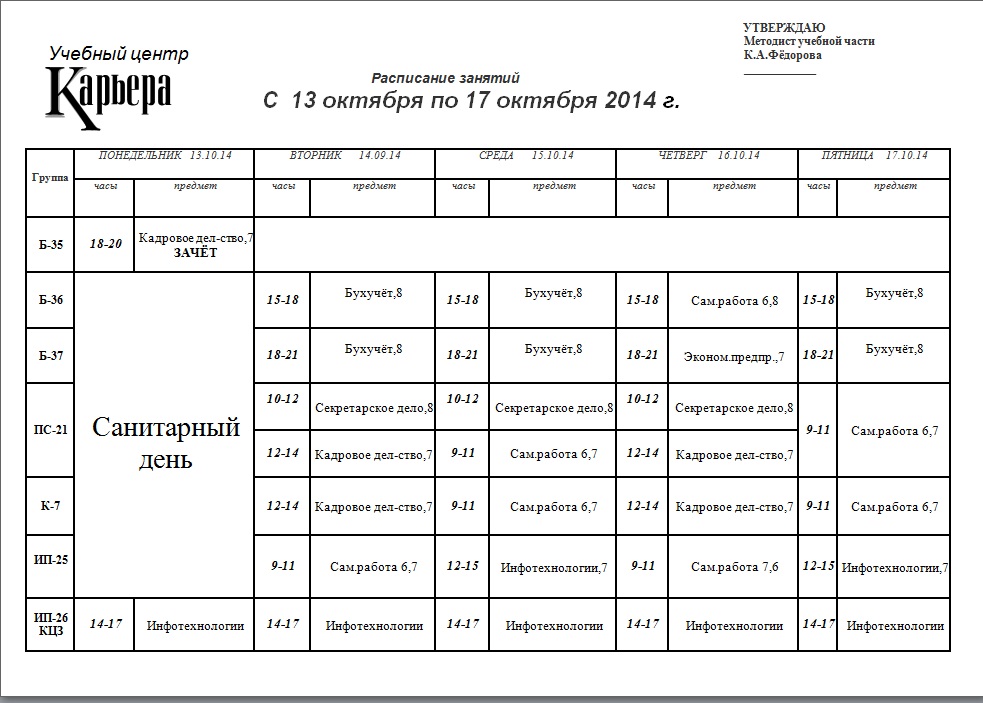 УТВЕРЖДАЮ
Методист учебной части
К.А.Фёдорова
Учебный центр
Карьера
Расписание занятий
С 13 октября по 17 октября 2014 г.
Группа ПОНЕДЕЛЬНИК 13.10.14 ВТОРНИК 14.09.14 СРЕДА 15.10.14 ЧЕТВЕРГ 16.10.14 ПЯТНИЦА 17.10.14
часы предмет часы предмет часы предмет часы предмет часы предмет
Б-35 18-20 Кадровое дел-ство,7
ЗАЧЁТ
Б-36 15-18 Бухучёт,8 15-18 Бухучёт,8 15-18 Сам.работа 6,8 15-18 Бухучёт,8
Б-37 18-21 Бухучёт,8 18-21 Бухучёт,8 18-21 Эконом.предпр.,7 18-21 Бухучёт,8
Санитарный
день
ПС-21 10-12 Секретарское дело,8 10-12 Секретарское дело,8 10-12 Секретарское дело,8 9-11 Сам.работа 6,7
12-14 Кадровое дел-ство,7 9-11 Сам.работа 6,7 12-14 Кадровое дел-ство,7
К-7 12-14 Кадровое дел-ство,7 9-11 Сам.работа 6,7 12-14 Кадровое дел-ство,7 9-11 Сам.работа 6,7
ИП-25 9-11 Сам.работа 6,7 12-15 Инфотехнологии,7 9-11 Сам.работа 7,6 12-15 Инфотехнологии,7
ИП-26
КЦЗ 14-17 Инфотехнологии 14-17 Инфотехнологии 14-17 Инфотехнологии 14-17 Инфотехнологии 14-17 Инфотехнологии